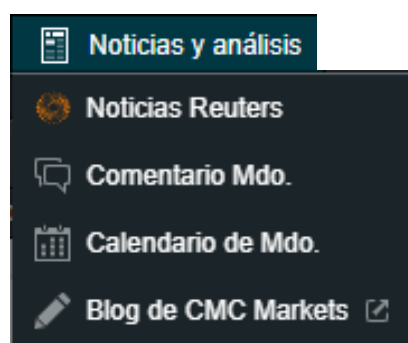 Noticias y análisis
Noticias Reuters
Comentario Mdo.
Calendario de Mdo.
Blog de CMC Markets